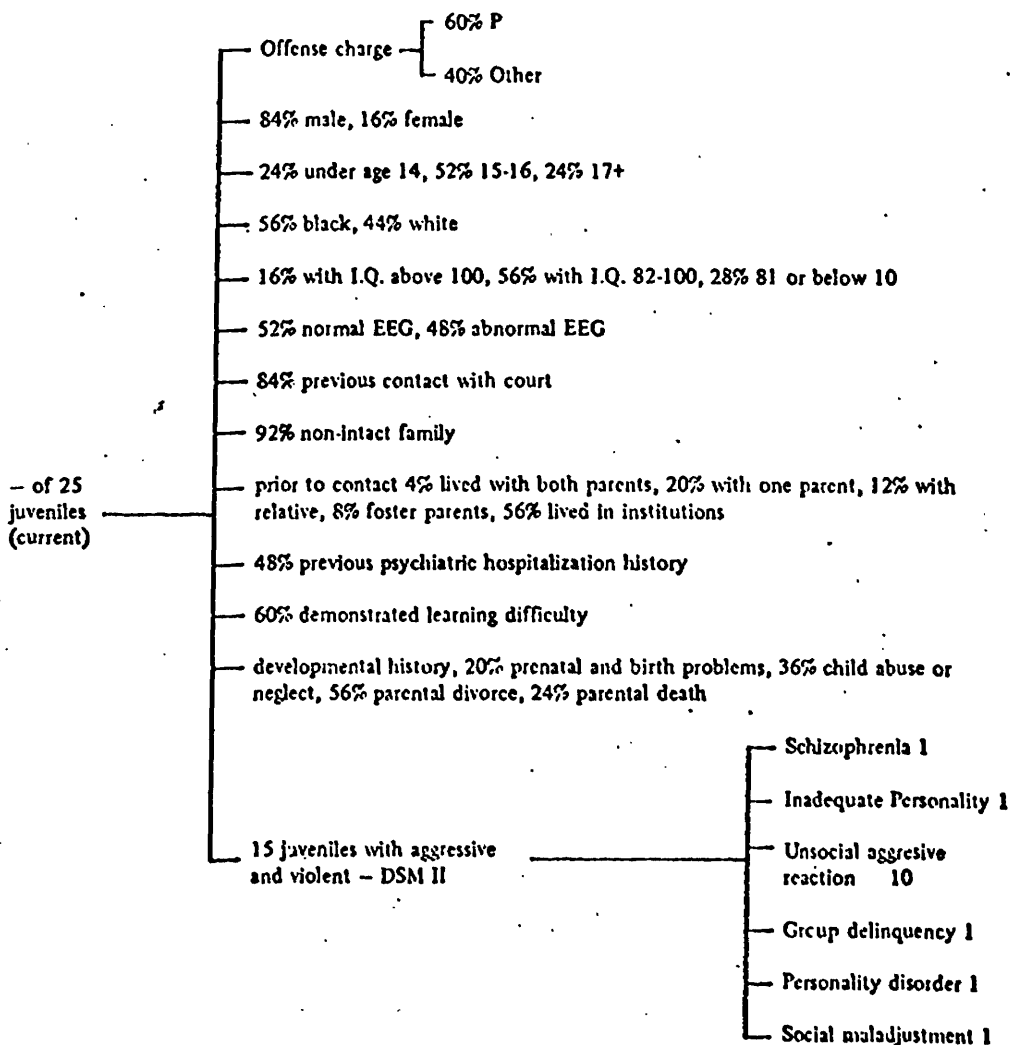 60% P
Offense charge
40% Other
84% male, 16% female
24% under age 14, 52% 15-16, 24% 17+
56% black, 44% white
16% with I.Q. above 100, 56% with I.Q. 82-100, 28% 81 or below 10
52% normal EEG, 48% abnormal EEG
84% previous contact with court
92% non-intact family
– of 25
juveniles
(current)
prior to contact 4% lived with both parents, 20% with one parent, 12% with
relative, 8% foster parents, 56% lived in institutions
48% previous psychiatric hospitalization history
60% demonstrated learning difficulty
developmental history, 20% prenatal and birth problems, 36% child abuse or
neglect, 56% parental divorce, 24% parental death
15 juveniles with aggressive
and violent – DSM II
Schizophrenia 1
Inadequate Personality 1
Unsocial aggresive
reaction 10
Group delinquency 1
Personality disorder 1
Social maladjustment 1